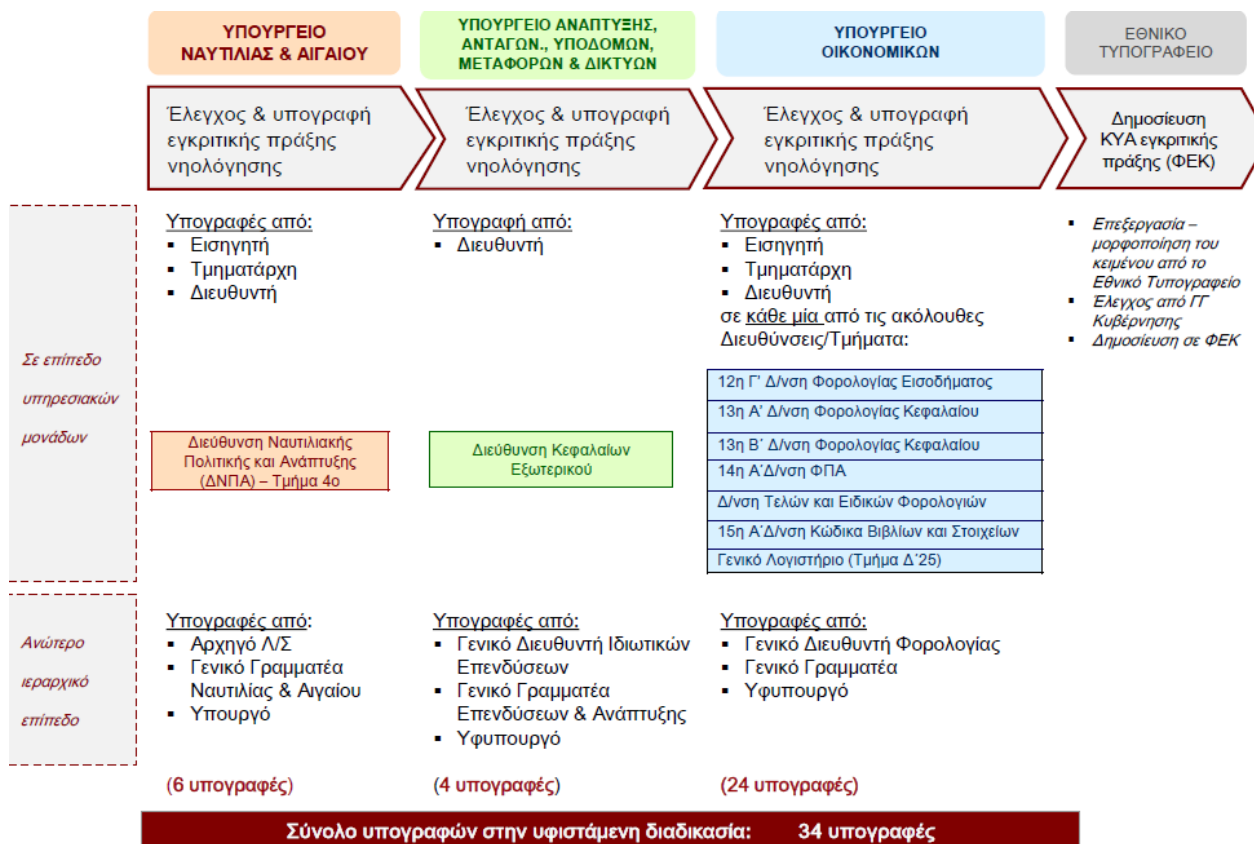 ΥΠΟΥΡΓΕΙΟ
ΝΑΥΤΙΛΙΑΣ & ΑΙΓΑΙΟΥ
ΥΠΟΥΡΓΕΙΟ ΑΝΑΠΤΥΞΗΣ,
ΑΝΤΑΓΩΝ., ΥΠΟΔΟΜΩΝ,
ΜΕΤΑΦΟΡΩΝ & ΔΙΚΤΥΩΝ
ΥΠΟΥΡΓΕΙΟ
ΟΙΚΟΝΟΜΙΚΩΝ
ΕΘΝΙΚΟ
ΤΥΠΟΓΡΑΦΕΙΟ
Έλεγχος & υπογραφή
εγκριτικής πράξης
νηολόγησης
Έλεγχος & υπογραφή
εγκριτικής πράξης
νηολόγησης
Έλεγχος & υπογραφή
εγκριτικής πράξης
νηολόγησης
Δημοσίευση
ΚΥΑ εγκριτικής
πράξης (ΦΕΚ)
Σε επίπεδο
υπηρεσιακών
μονάδων
Υπογραφές από:
▪ Εισηγητή
▪ Τμηματάρχη
▪ Διευθυντή
Διεύθυνση Ναυτιλιακής
Πολιτικής και Ανάπτυξης
(ΔΝΠΑ) – Τμήμα 4ο
Υπογραφή από:
▪ Διευθυντή
Διεύθυνση Κεφαλαίων
Εξωτερικού
Υπογραφές από:
▪ Εισηγητή
▪ Τμηματάρχη
▪ Διευθυντή
σε κάθε μία από τις ακόλουθες
Διευθύνσεις/Τμήματα:
12η Γ' Δ/νση Φορολογίας Εισοδήματος
13η Α' Δ/νση Φορολογίας Κεφαλαίου
13η Β΄ Δ/νση Φορολογίας Κεφαλαίου
14η Α΄Δ/νση ΦΠΑ
Δ/νση Τελών και Ειδικών Φορολογιών
15η Α΄Δ/νση Κώδικα Βιβλίων και Στοιχείων
Γενικό Λογιστήριο (Τμήμα Δ΄25)
▪ Επεξεργασία –
μορφοποίηση του
κειμένου από το
Εθνικό Τυπογραφείο
▪ Έλεγχος από ΓΓ
Κυβέρνησης
▪ Δημοσίευση σε ΦΕΚ
Ανώτερο
ιεραρχικό
επίπεδο
Υπογραφές από:
▪ Αρχηγό Λ/Σ
▪ Γενικό Γραμματέα
Ναυτιλίας & Αιγαίου
▪ Υπουργό
(6 υπογραφές)
Υπογραφές από:
▪ Γενικό Διευθυντή Ιδιωτικών
Επενδύσεων
▪ Γενικό Γραμματέα
Επενδύσεων & Ανάπτυξης
▪ Υφυπουργό
(4 υπογραφές)
Υπογραφές από:
▪ Γενικό Διευθυντή Φορολογίας
▪ Γενικό Γραμματέα
▪ Υφυπουργό
(24 υπογραφές)
Σύνολο υπογραφών στην υφιστάμενη διαδικασία: 34 υπογραφές